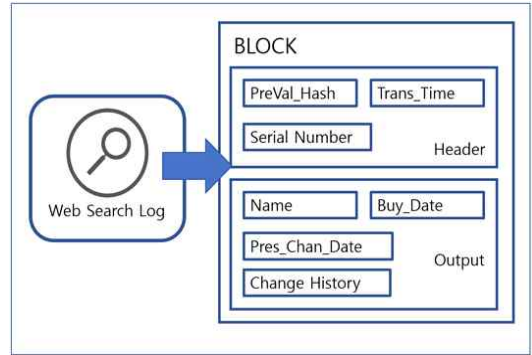 BLOCK
PreVal_Hash
Trans_Time
Serial Number
Header
Web Search Log
Name
Buy_Date
Pres_Chan_Date
Output
Change History